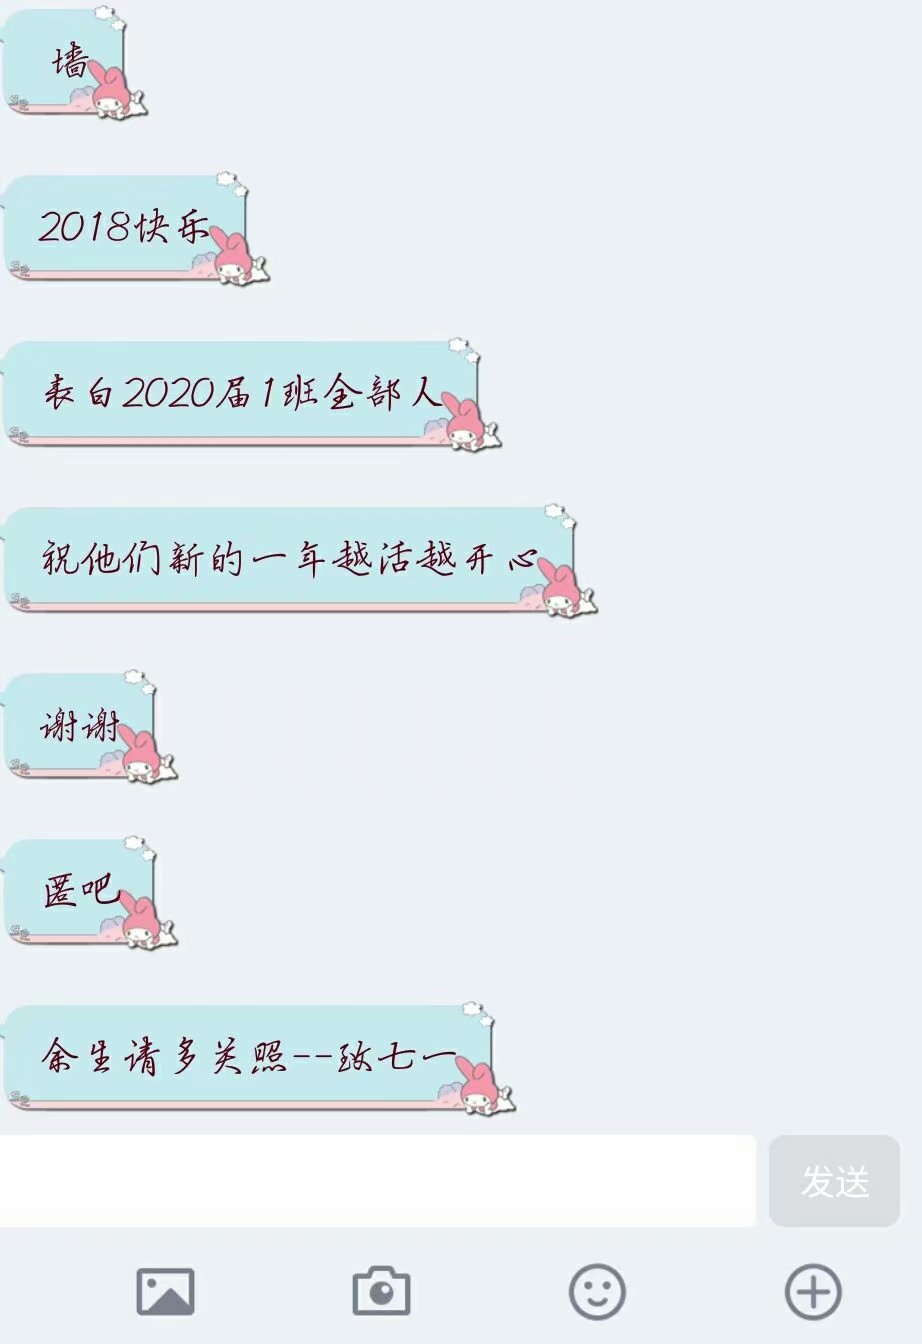 墙
2018快乐
表白2020届1班全部人
祝他们新的一年越活越开心
谢谢
匿吧
余生请多关照--致七一
发送